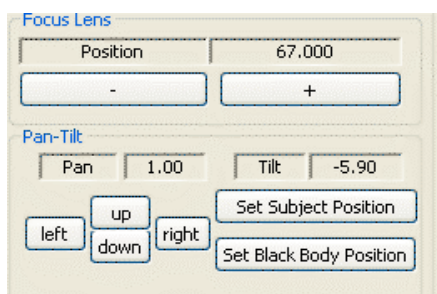 Focus Lens
Position 67.000
- +
Pan-Tilt
Pan 1.00 Tilt -5.90
up Set Subject Position
left right
down Set Black Body Position